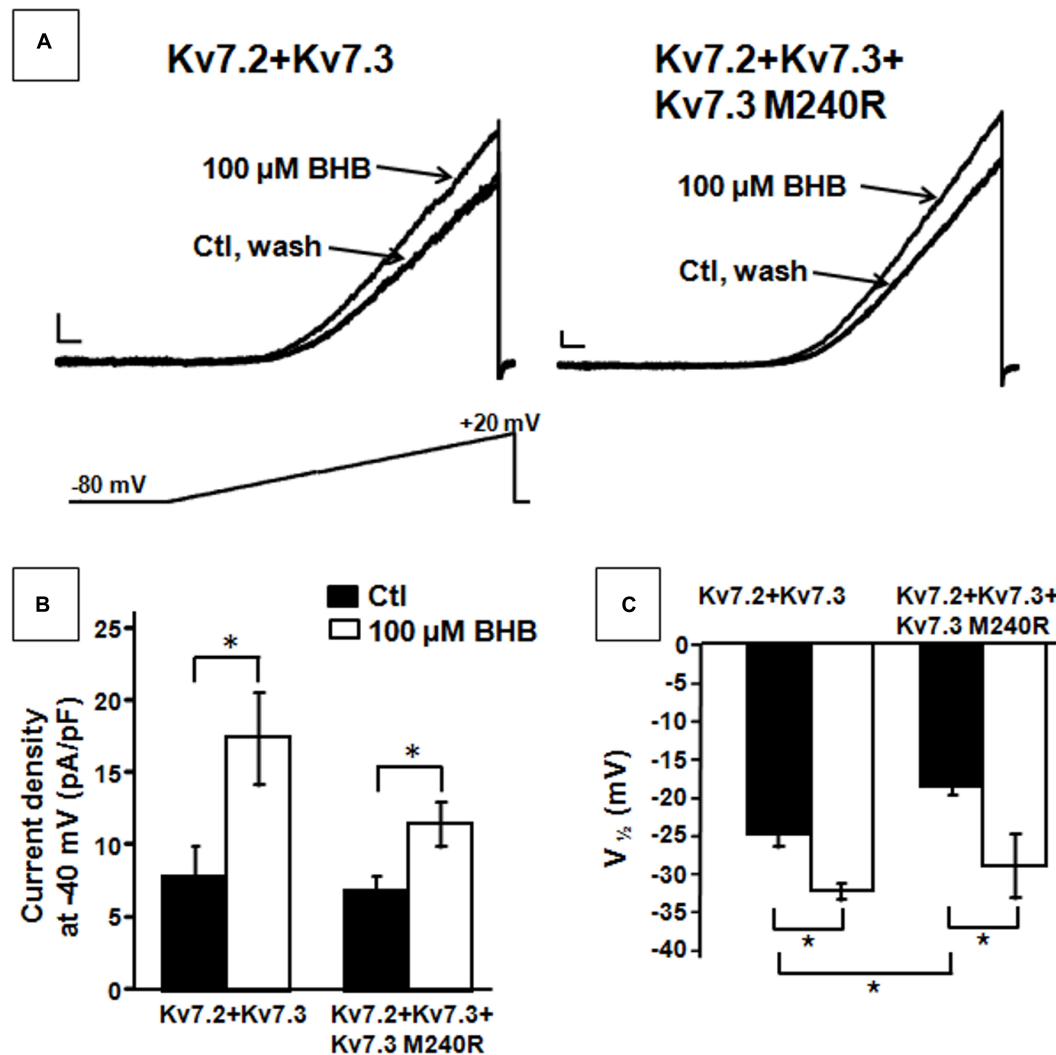 A
Kv7.2+Kv7.3
Kv7.2+Kv7.3+
Kv7.3 M240R
100 µM BHB
Ctl, wash
100 µM BHB
Ctl, wash
-80 mV
+20 mV
B
Ctl
100 µM BHB
Current density
at -40 mV (pA/pF)
25
20
15
10
5
0
*
*
Kv7.2+Kv7.3
Kv7.2+Kv7.3+
Kv7.3 M240R
C
Kv7.2+Kv7.3
Kv7.2+Kv7.3+
Kv7.3 M240R
V ½ (mV)
0
-5
-10
-15
-20
-25
-30
-35
-40
*
*
*